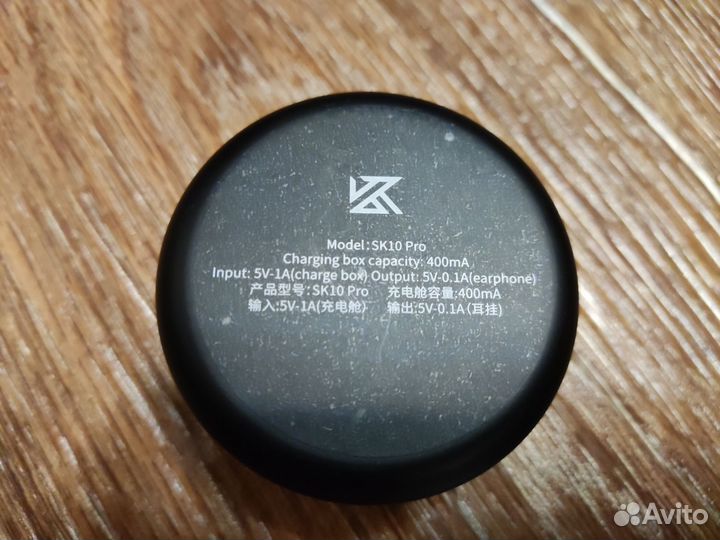 KZ
Model:SK10 Pro
Charging box capacity: 400mA
Input: 5V-1A(charge box) Output: 5V-0.1A(earphone)
产品型号:SK10 Pro 充电舱容量:400mA
输入:5V-1A(充电舱) 输出:5V-0.1A(耳挂)
Avito